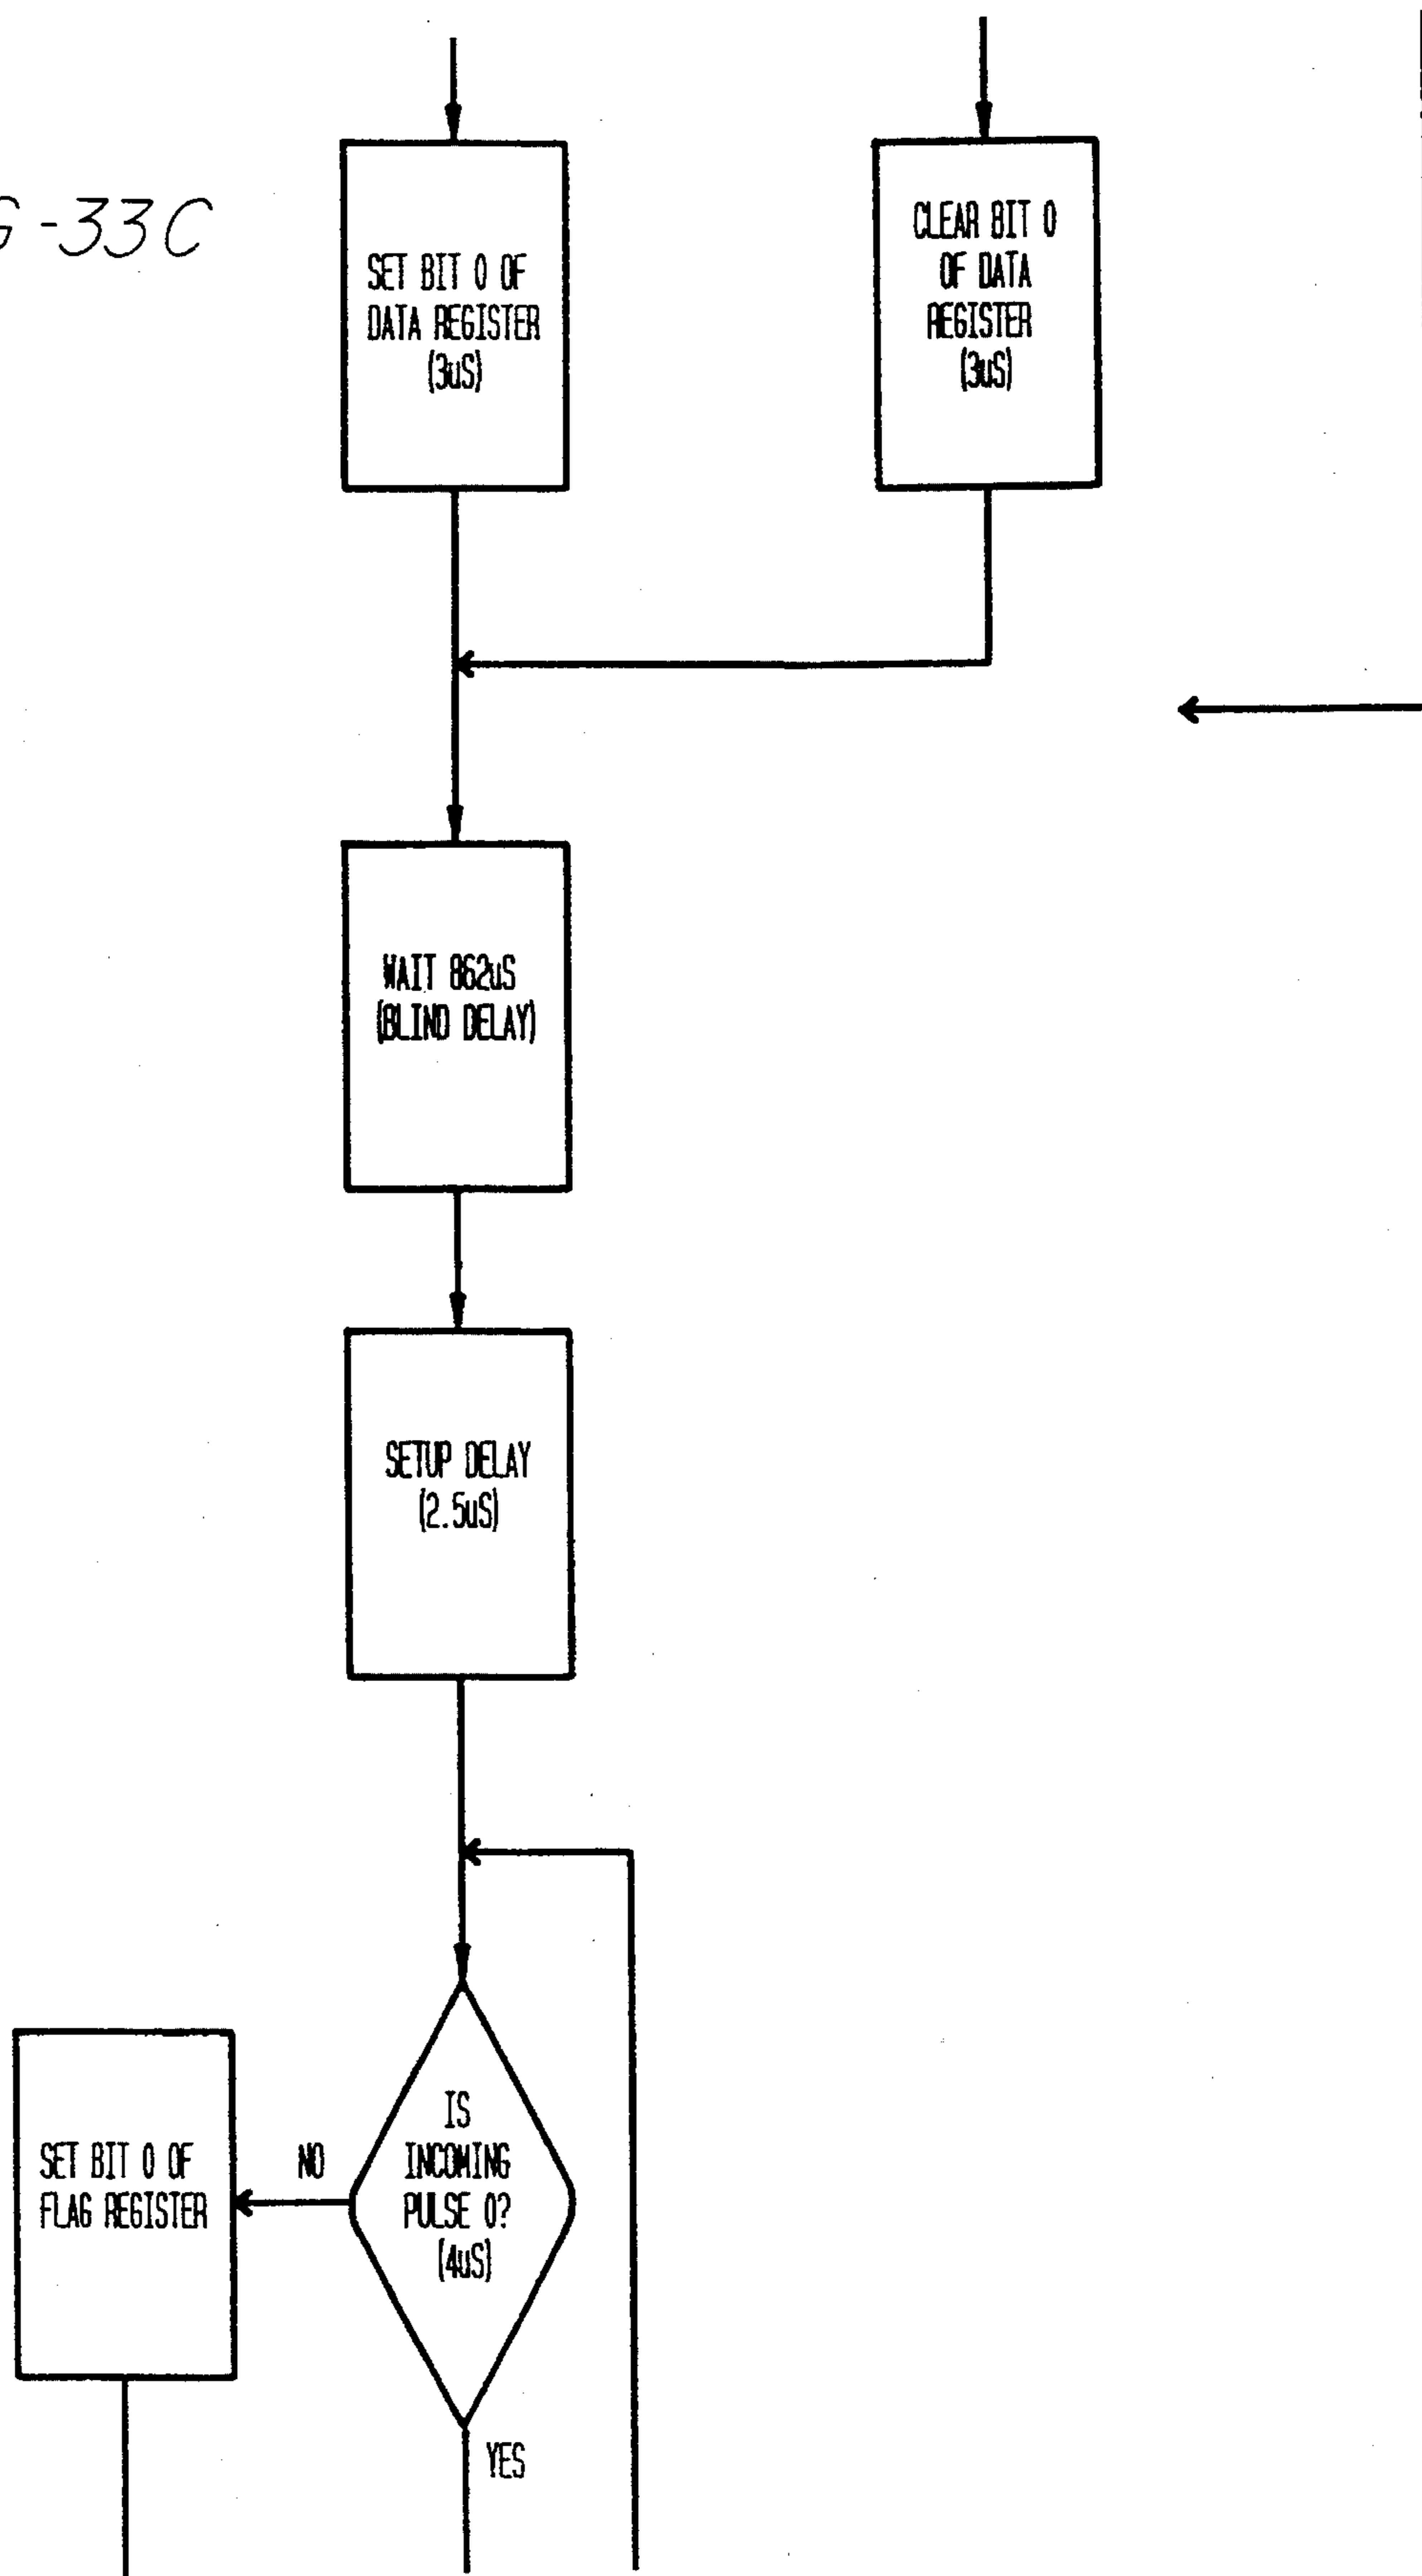 G-33C
SET BIT 0 OF
DATA REGISTER
(3uS)
CLEAR BIT 0
OF DATA
REGISTER
(3uS)
WAIT 862uS
(BLIND DELAY)
SETUP DELAY
(2.5uS)
IS
INCOMING
PULSE 0?
(4uS)
NO
SET BIT 0 OF
FLAG REGISTER
YES